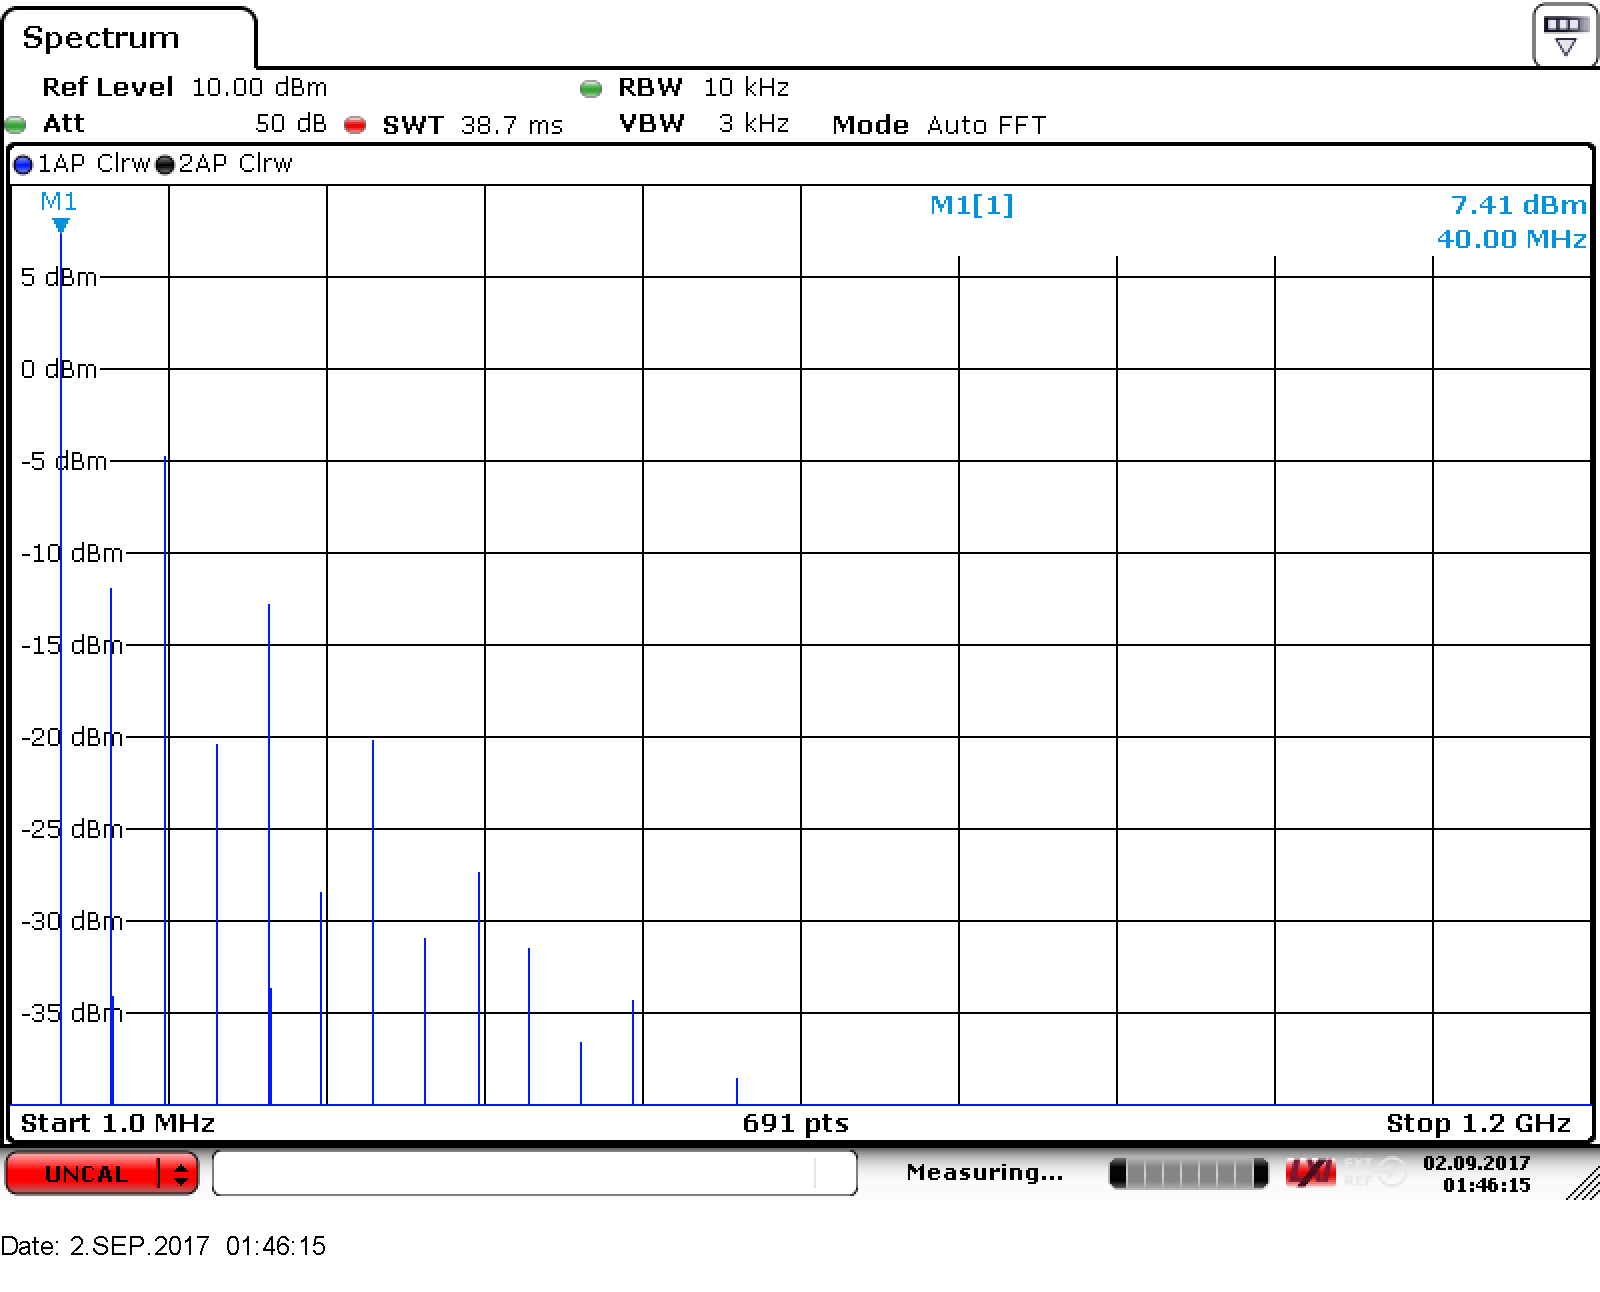 Spectrum
Ref Level 10.00 dBm RBW 10 kHz
Att 50 dB SWT 38.7 ms VBW 3 kHz Mode Auto FFT
1AP Clrw 2AP Clrw
M1 M1[1] 7.41 dBm
40.00 MHz
5 dBm
0 dBm
-5 dBm
-10 dBm
-15 dBm
-20 dBm
-25 dBm
-30 dBm
-35 dBm
Start 1.0 MHz 691 pts Stop 1.2 GHz
UNCAL Measuring... LXI EXT REF 02.09.2017
01:46:15
Date: 2.SEP.2017 01:46:15